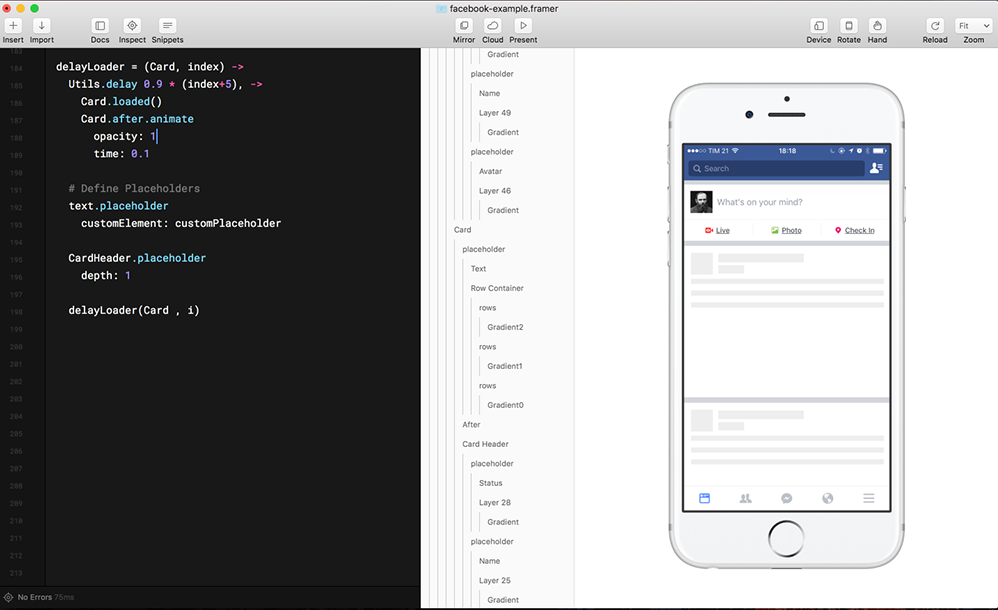 facebook-example.framer
Insert Import Docs Inspect Snippets Mirror Cloud Present Device Rotate Hand Reload Fit Zoom
183
184 delayLoader = (Card, index) ->
185 Utils.delay 0.9 * (index+5), ->
186 Card.loaded()
187 Card.after.animate
188 opacity: 1
189 time: 0.1
190
191 # Define Placeholders
192 text.placeholder
193 customElement: customPlaceholder
194
195 CardHeader.placeholder
196 depth: 1
197
198 delayLoader(Card , i)
199
200
201
202
203
204
205
206
207
208
209
210
211
212
213
No Errors 75ms
Gradient
placeholder
Name
Layer 49
Gradient
placeholder
Avatar
Layer 46
Gradient
Card
placeholder
Text
Row Container
rows
Gradient2
rows
Gradient1
rows
Gradient0
After
Card Header
placeholder
Status
Layer 28
Gradient
placeholder
Name
Layer 25
Gradient
TIM 21 18:18
Search
What's on your mind?
Live Photo Check In